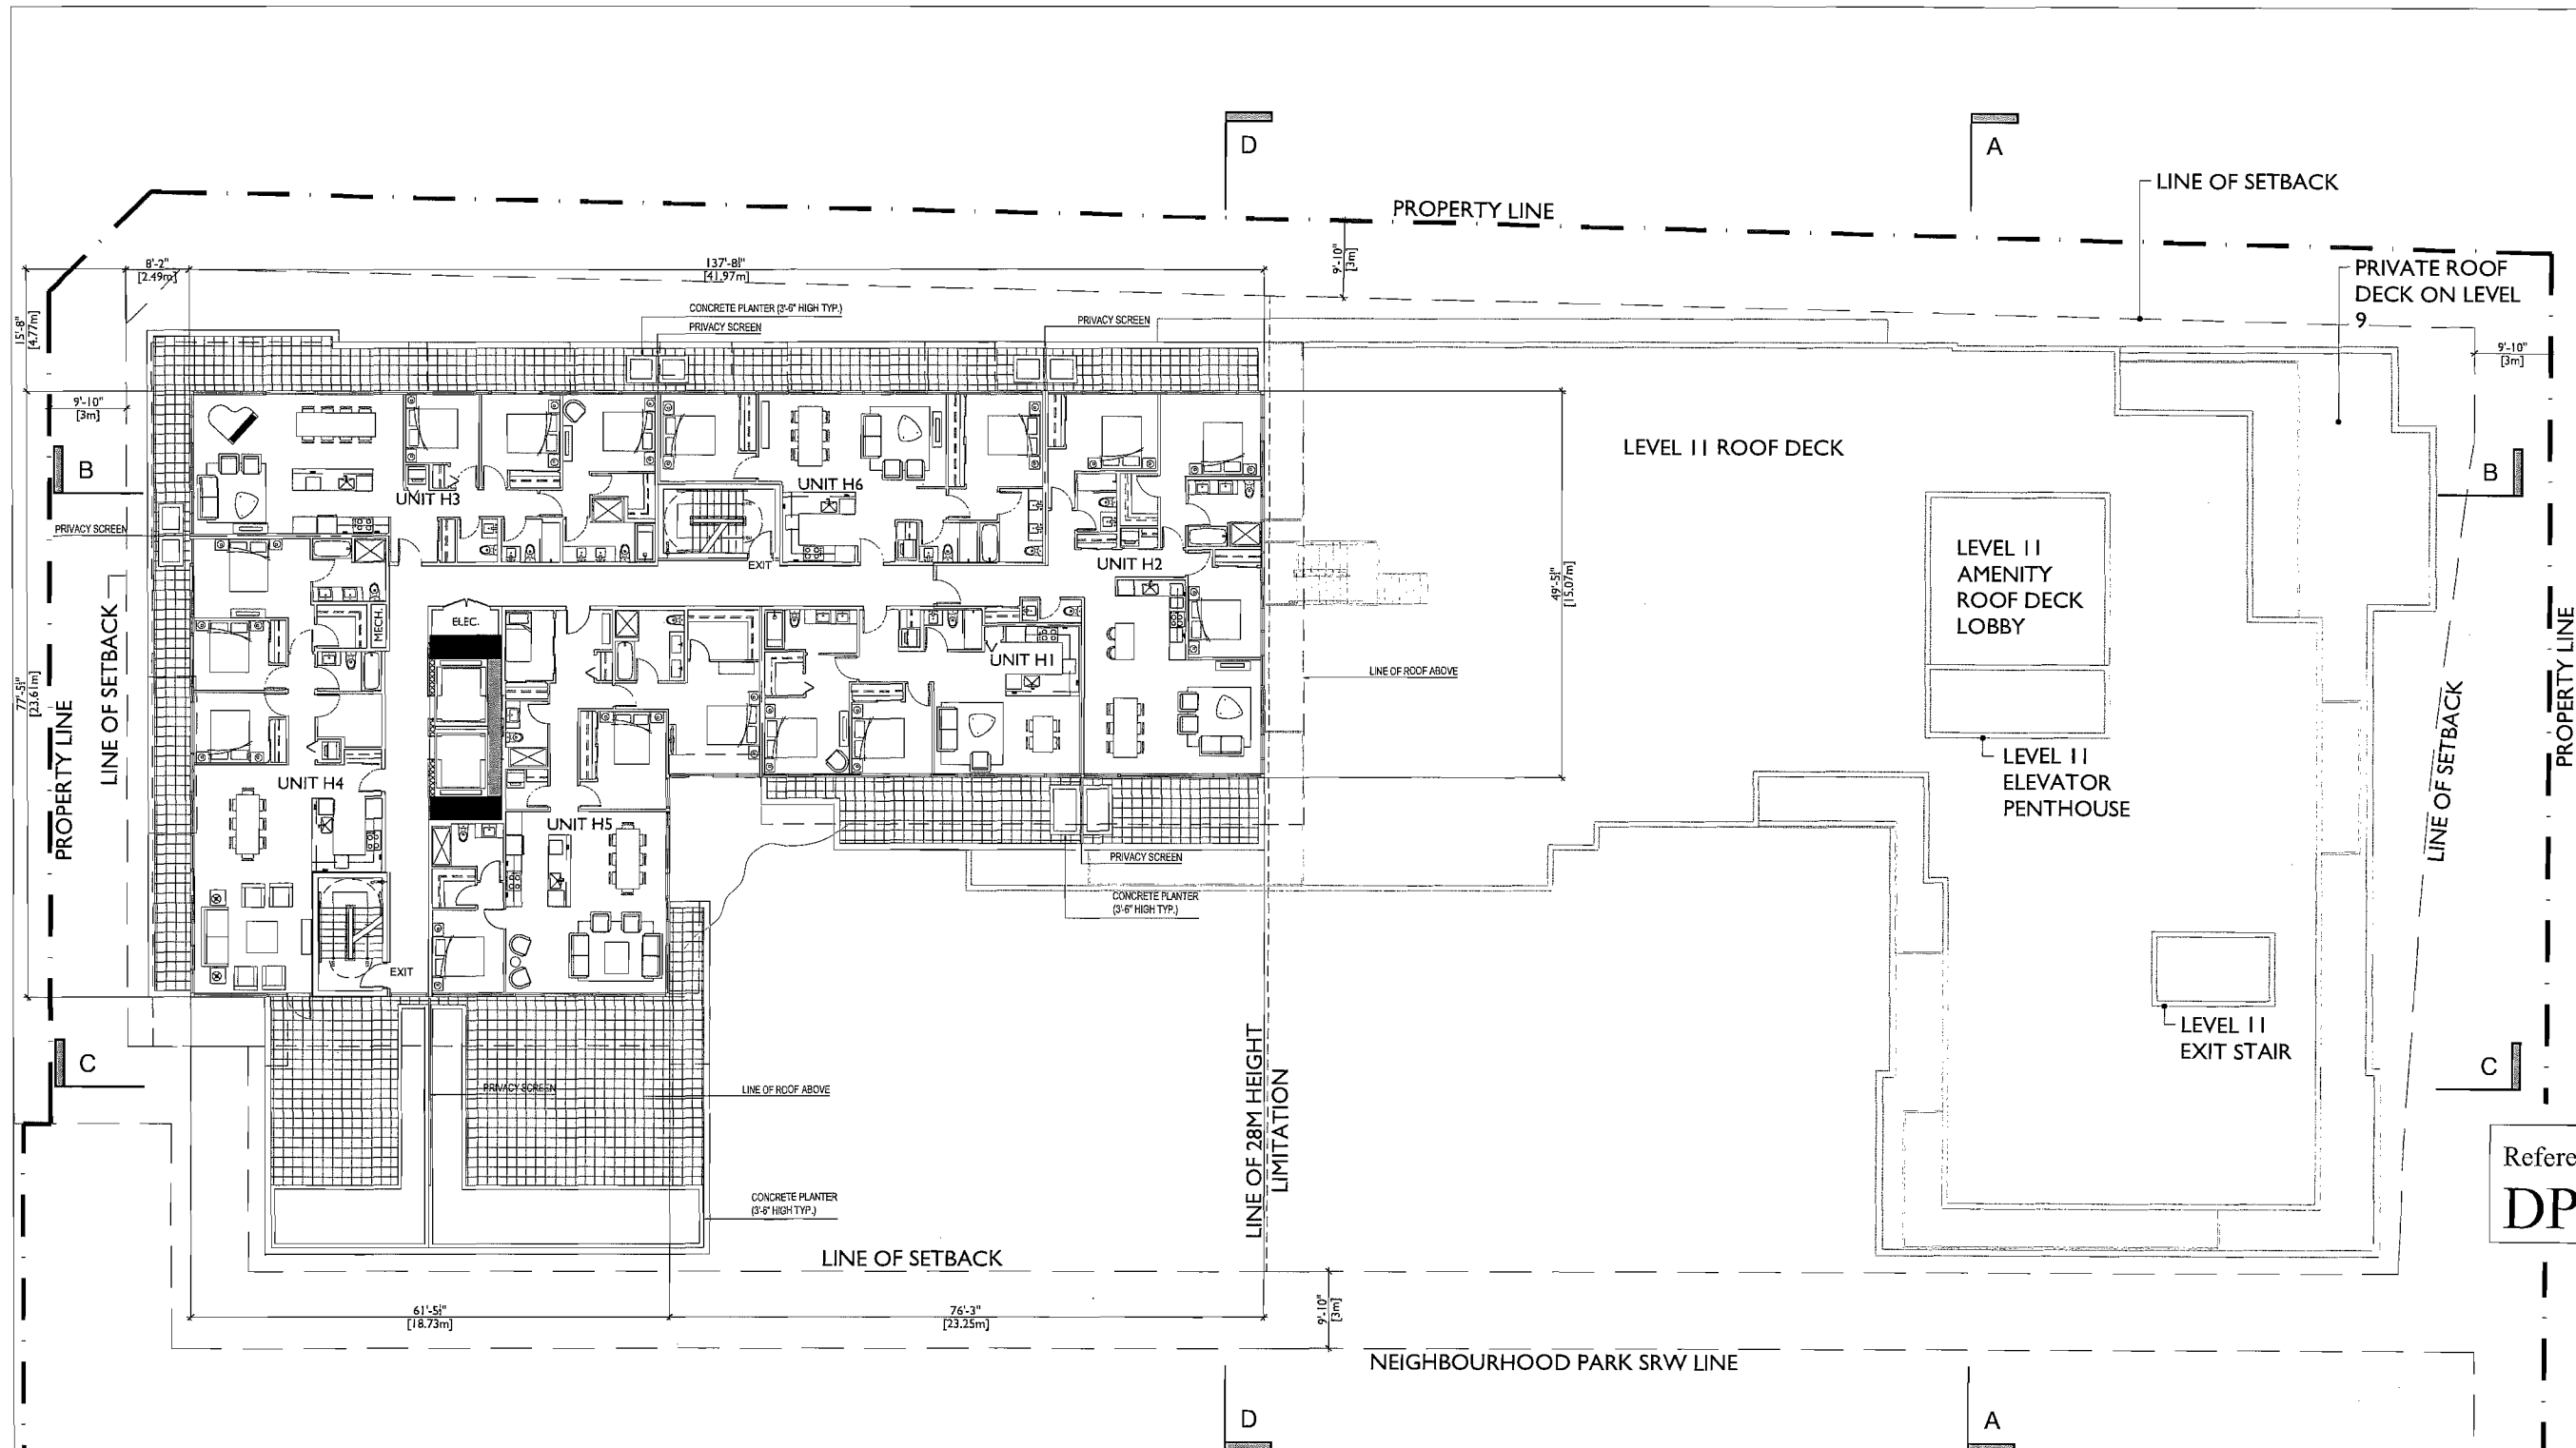 D
A
LINE OF SETBACK
PROPERTY LINE
PRIVATE ROOF
DECK ON LEVEL
9
8'-2"
[2.49m]
137'-8½"
[41.97m]
9'-10"
[3m]
15'-8"
[4.77m]
CONCRETE PLANTER (3'-6" HIGH TYP.)
PRIVACY SCREEN
PRIVACY SCREEN
9'-10"
[3m]
9'-10"
[3m]
B
UNIT H3
UNIT H6
LEVEL 11 ROOF DECK
B
PRIVACY SCREEN
EXIT
UNIT H2
LEVEL 11
AMENITY
ROOF DECK
LOBBY
49'-5½"
[15.07m]
MECH.
ELEC.
UNIT H1
LINE OF ROOF ABOVE
77'-5½"
[23.61m]
PROPERTY LINE
LINE OF SETBACK
UNIT H4
UNIT H5
LEVEL 11
ELEVATOR
PENTHOUSE
LINE OF SETBACK
PROPERTY LINE
PRIVACY SCREEN
CONCRETE PLANTER
(3'-6" HIGH TYP.)
EXIT
C
LEVEL 11
EXIT STAIR
C
PRIVACY SCREEN
LINE OF ROOF ABOVE
LINE OF 28M HEIGHT
LIMITATION
Refere
DP
CONCRETE PLANTER
(3'-6" HIGH TYP.)
LINE OF SETBACK
61'-5½"
[18.73m]
76'-3"
[23.25m]
9'-10"
[3m]
NEIGHBOURHOOD PARK SRW LINE
D
A